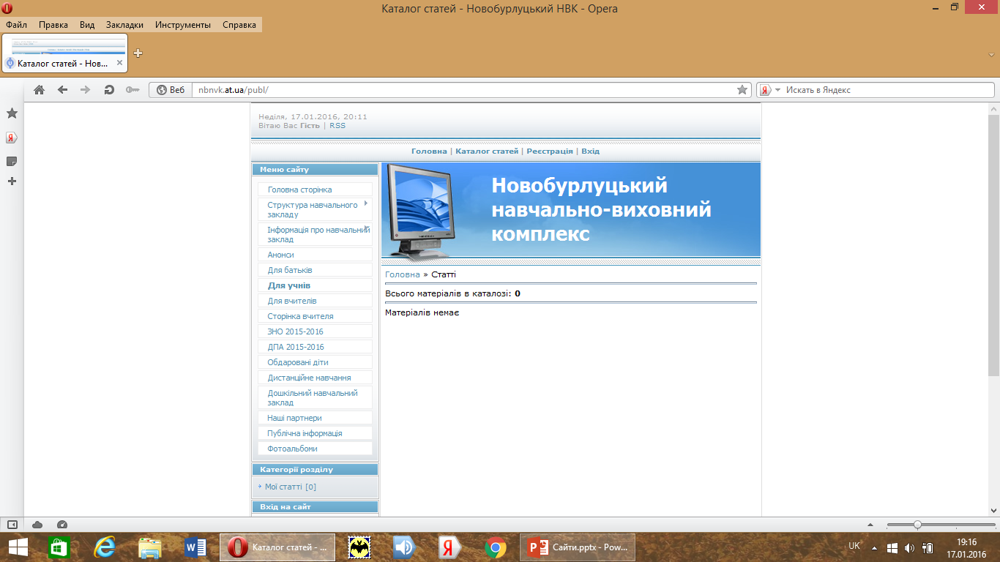 Каталог статей - Новобурлуцький НВК - Opera
Файл Правка Вид Закладки Инструменты Справка
Каталог статей - Нов...
Веб nbnvk.at.ua/publ/ Искать в Яндекс
Неділя, 17.01.2016, 20:11
Вітаю Вас Гість | RSS
Головна | Каталог статей | Реєстрація | Вхід
Меню сайту
Головна сторінка
Структура навчального
закладу
Інформація про навчальний
заклад
Анонси
Для батьків
Для учнів
Для вчителів
Сторінка вчителя
ЗНО 2015-2016
ДПА 2015-2016
Обдаровані діти
Дистанційне навчання
Дошкільний навчальний
заклад
Наші партнери
Публічна інформація
Фотоальбоми
Категорії розділу
Мої статті [0]
Вхід на сайт
Новобурлуцький
навчально-виховний
комплекс
Головна » Статті
Всього матеріалів в каталозі: 0
Матеріалів немає
Каталог статей - ...
Сайти.pptx - Pow...
UK
19:16
17.01.2016